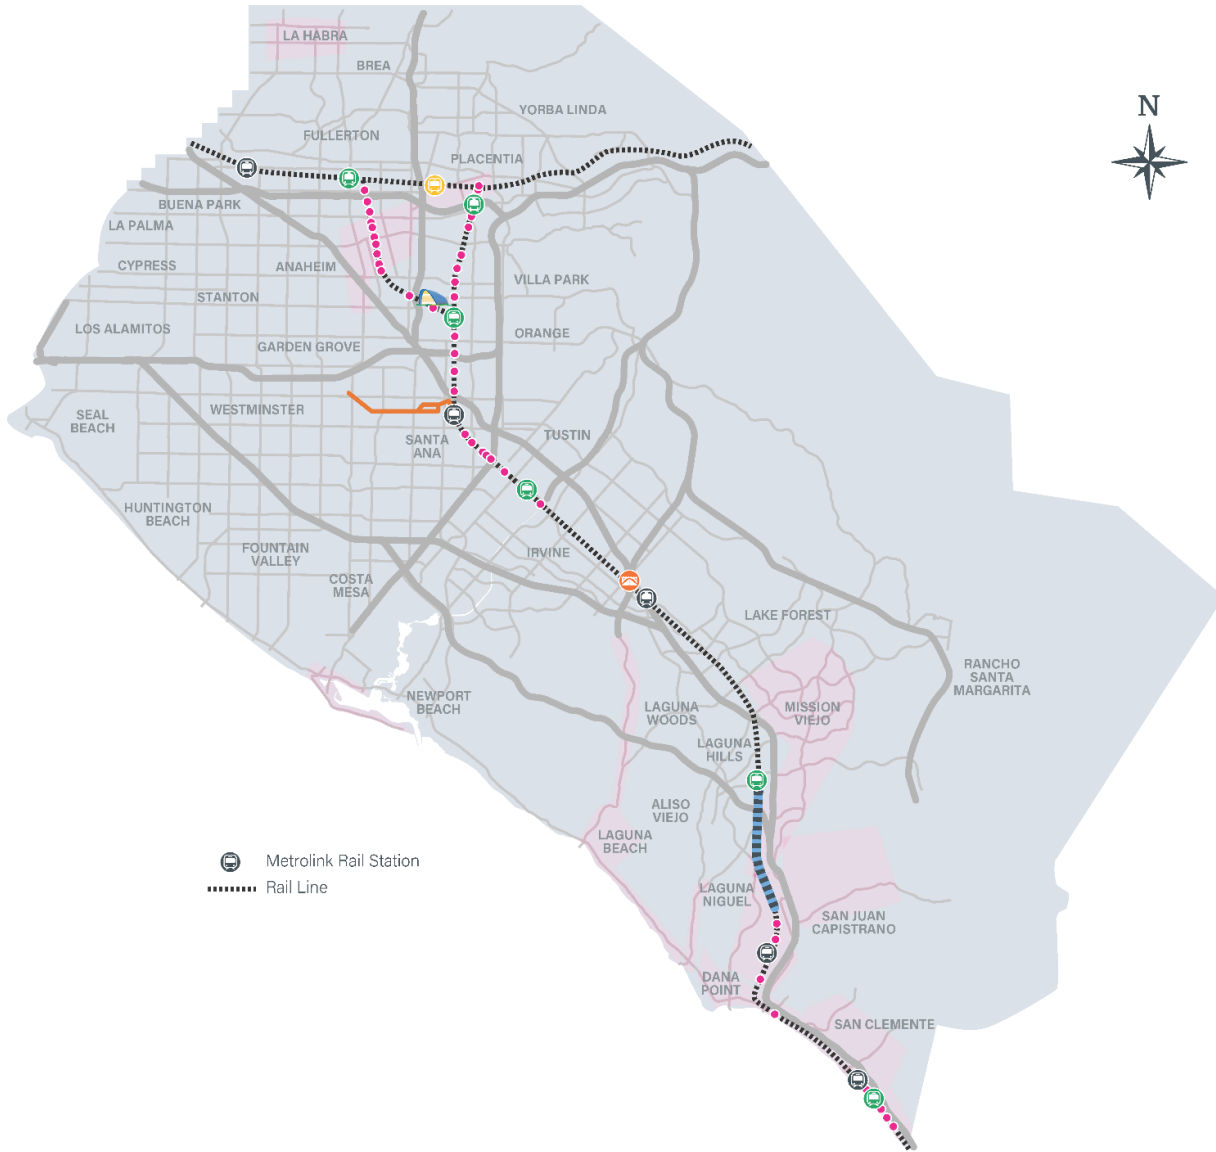 LA HABRA
BREA
N
YORBA LINDA
FULLERTON
PLACENTIA
BUENA PARK
LA PALMA
CYPRESS
ANAHEIM
VILLA PARK
STANTON
LOS ALAMITOS
ORANGE
GARDEN GROVE
WESTMINSTER
SEAL
BEACH
TUSTIN
SANTA
ANA
HUNTINGTON
BEACH
FOUNTAIN
VALLEY
IRVINE
COSTA
MESA
LAKE FOREST
RANCHO
SANTA
MARGARITA
NEWPORT
BEACH
LAGUNA
WOODS
MISSION
VIEJO
LAGUNA
HILLS
ALISO
VIEJO
LAGUNA
BEACH
Metrolink Rail Station
Rail Line
LAGUNA
NIGUEL
SAN JUAN
CAPISTRANO
DANA
POINT
SAN CLEMENTE